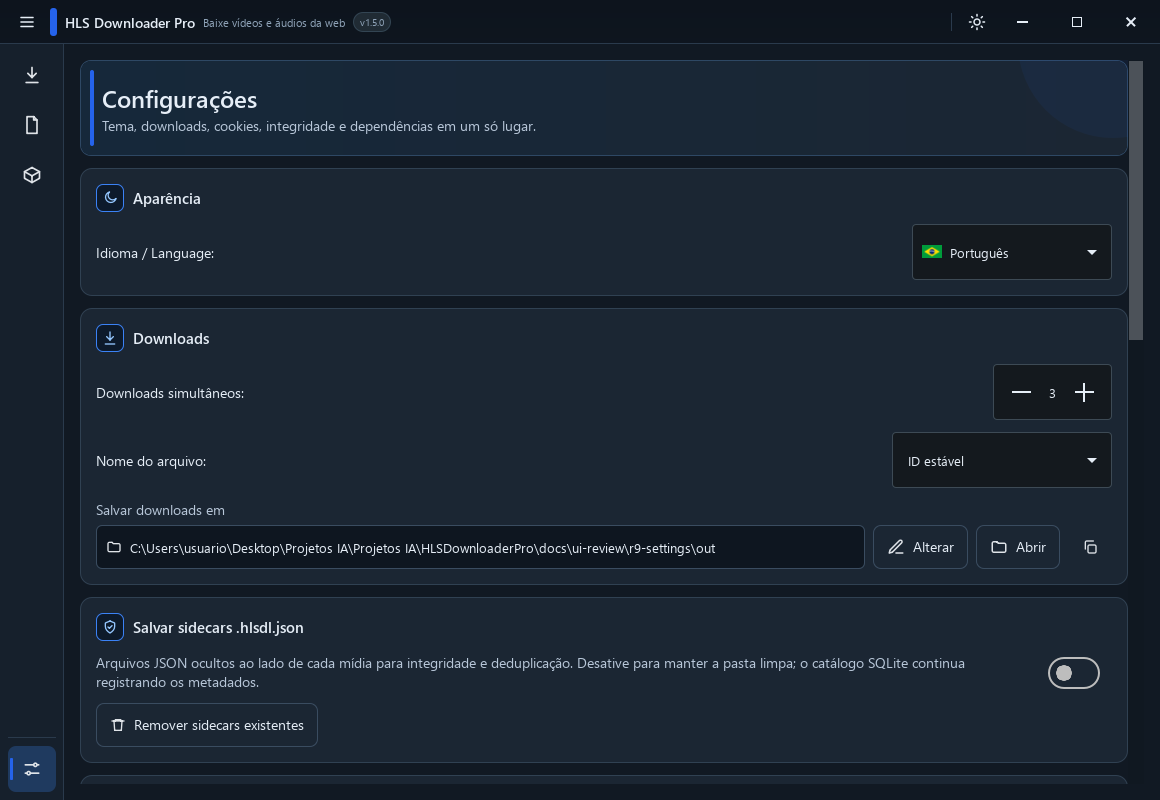 HLS Downloader Pro Baixe vídeos e áudios da web v1.5.0
Configurações
Tema, downloads, cookies, integridade e dependências em um só lugar.
Aparência
Idioma / Language: Português
Downloads
Downloads simultâneos: 3
Nome do arquivo: ID estável
Salvar downloads em
C:\Users\usuario\Desktop\Projetos IA\Projetos IA\HLSDownloaderPro\docs\ui-review\r9-settings\out Alterar Abrir
Salvar sidecars .hlsdl.json
Arquivos JSON ocultos ao lado de cada mídia para integridade e deduplicação. Desative para manter a pasta limpa; o catálogo SQLite continua
registrando os metadados.
Remover sidecars existentes